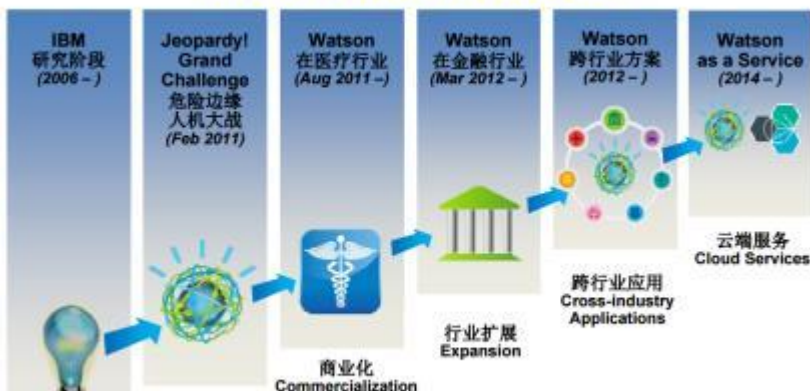 IBM
研究阶段
(2006 – )
Jeopardy!
Grand
Challenge
危险边缘
人机大战
(Feb 2011)
Watson
在医疗行业
(Aug 2011 –)
Watson
在金融行业
(Mar 2012 – )
Watson
跨行业方案
(2012 – )
Watson
as a Service
(2014 – )
商业化
Commercialization
行业扩展
Expansion
跨行业应用
Cross-industry
Applications
云端服务
Cloud Services